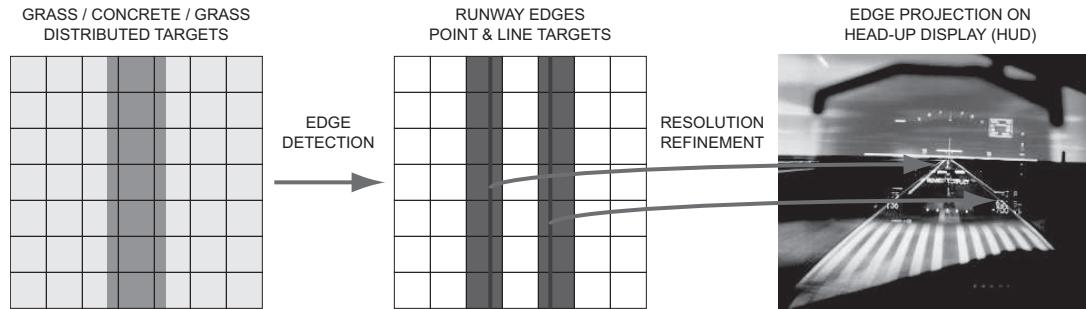 GRASS / CONCRETE / GRASS
DISTRIBUTED TARGETS
RUNWAY EDGES
POINT & LINE TARGETS
EDGE PROJECTION ON
HEAD-UP DISPLAY (HUD)
EDGE
DETECTION
RESOLUTION
REFINEMENT